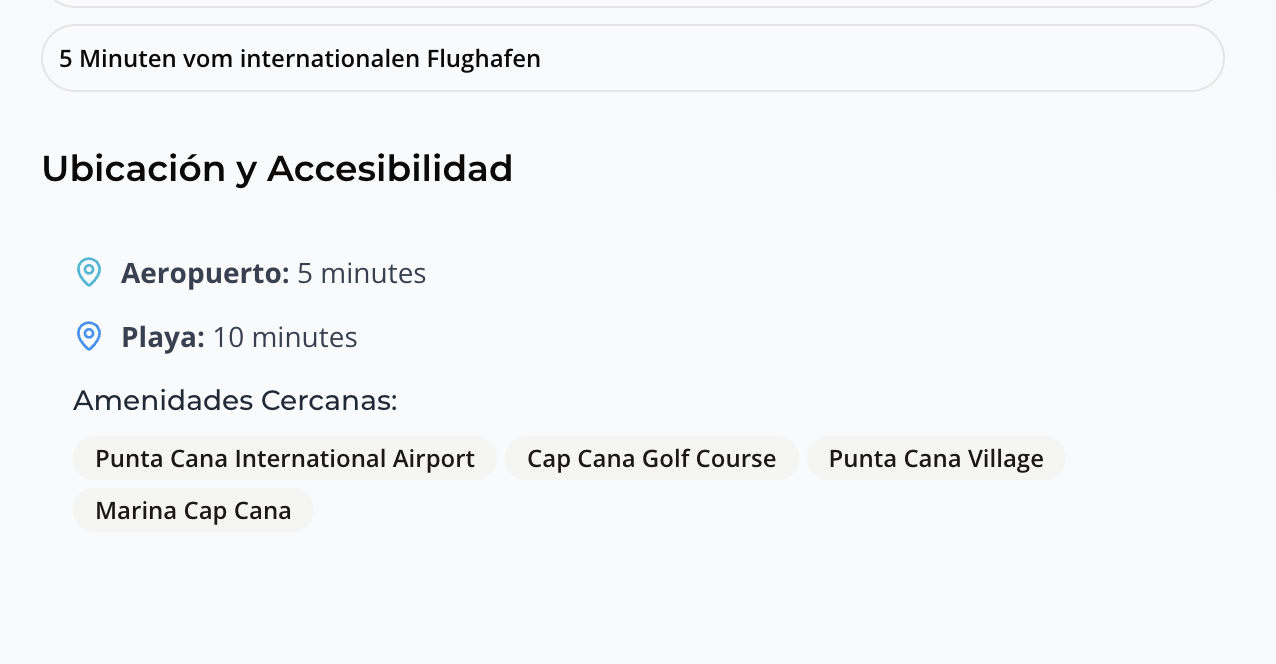 5 Minuten vom internationalen Flughafen
Ubicación y Accesibilidad
Aeropuerto: 5 minutes
Playa: 10 minutes
Amenidades Cercanas:
Punta Cana International Airport Cap Cana Golf Course Punta Cana Village
Marina Cap Cana